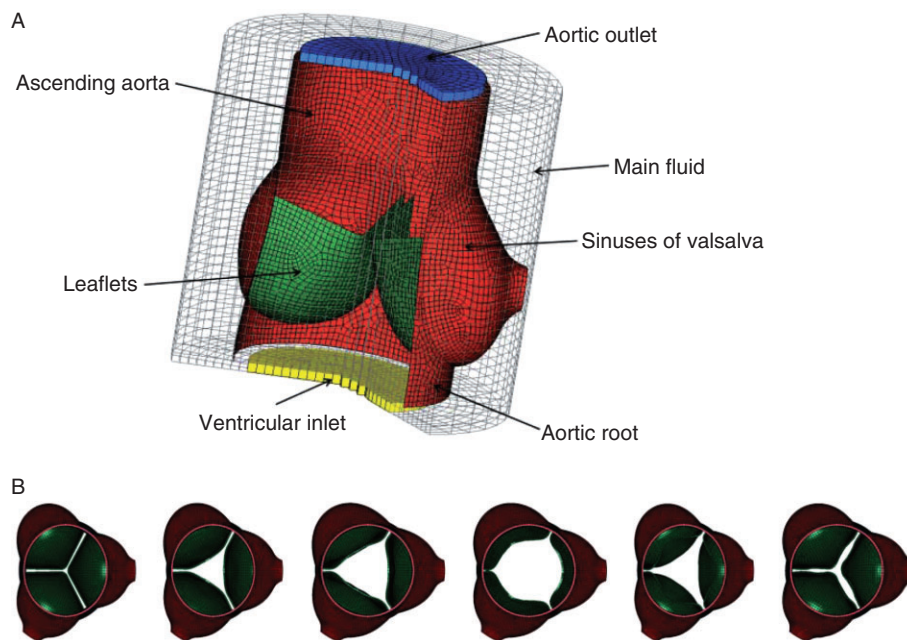 A
Aortic outlet
Ascending aorta
Main fluid
Sinuses of valsalva
Leaflets
Ventricular inlet
Aortic root
B